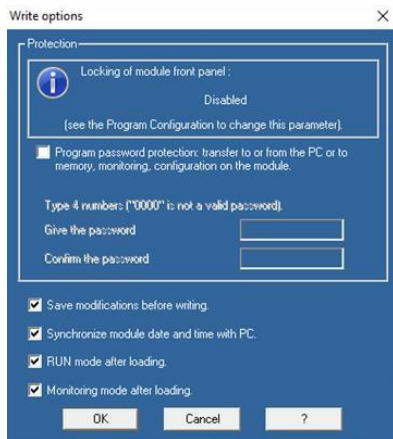 Write options
Protection
Locking of module front panel :
Disabled
(see the Program Configuration to change this parameter).
Program password protection: transfer to or from the PC or to
memory, monitoring, configuration on the module.
Type 4 numbers ("0000" is not a valid password).
Give the password
Confirm the password
Save modifications before writing.
Synchronize module date and time with PC.
RUN mode after loading.
Monitoring mode after loading.
OK Cancel ?